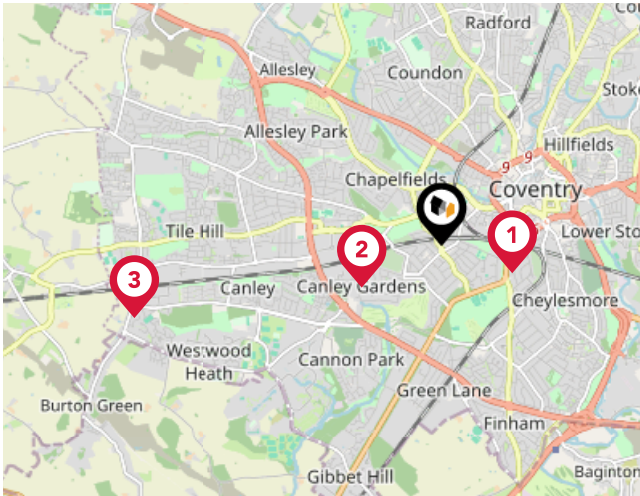 Radford
Allesley
Coundon
Stoke
Allesley Park
Hillfields
9
9
Chapelfields
Coventry
Tile Hill
1
Lower Sto
2
3
Canley
Canley Gardens
Cheylesmore
Westwood
Heath
Cannon Park
Green Lane
Burton Green
Finham
Gibbet Hill
Baginton